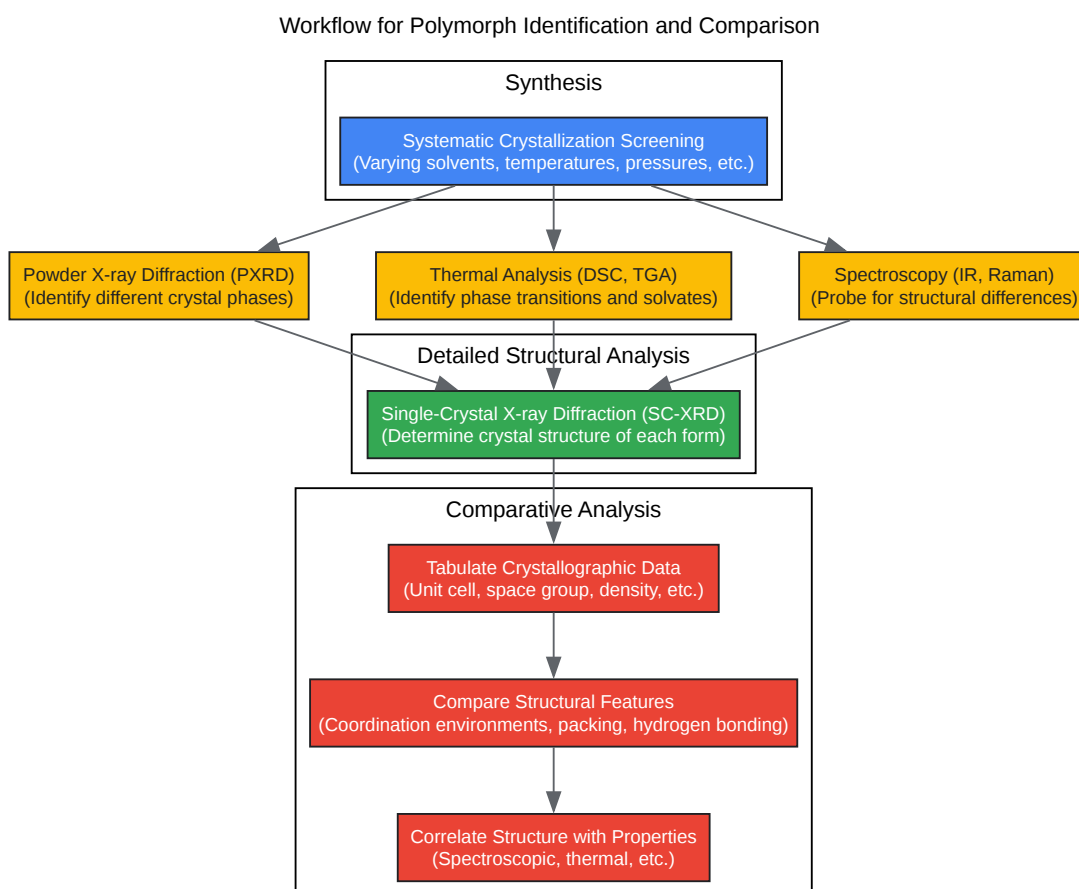 Workflow for Polymorph Identification and Comparison
Synthesis
Systematic Crystallization Screening
(Varying solvents, temperatures, pressures, etc.)
Powder X-ray Diffraction (PXRD)
(Identify different crystal phases)
Thermal Analysis (DSC, TGA)
(Identify phase transitions and solvates)
Spectroscopy (IR, Raman)
(Probe for structural differences)
Detailed Structural Analysis
Single-Crystal X-ray Diffraction (SC-XRD)
(Determine crystal structure of each form)
Comparative Analysis
Tabulate Crystallographic Data
(Unit cell, space group, density, etc.)
Compare Structural Features
(Coordination environments, packing, hydrogen bonding)
Correlate Structure with Properties
(Spectroscopic, thermal, etc.)